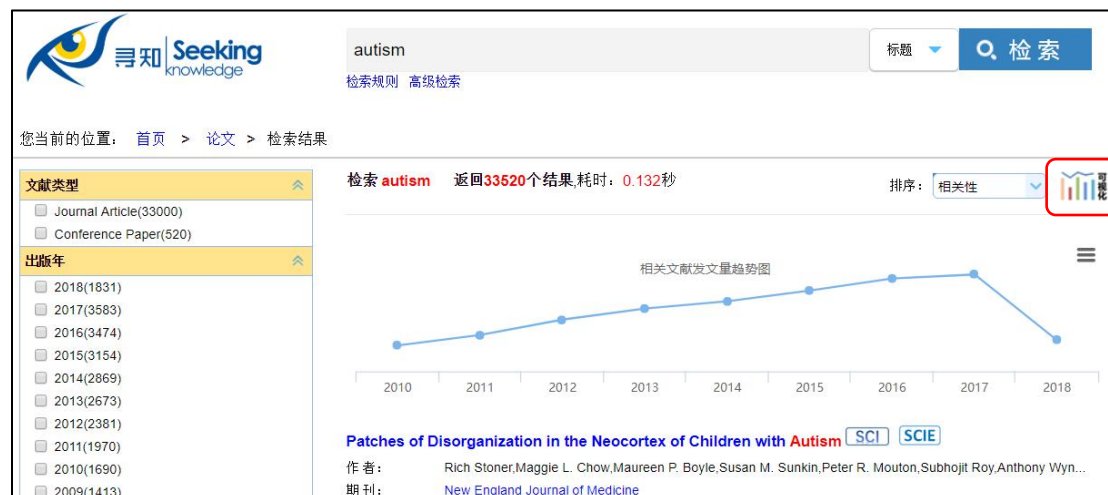 寻知 Seeking
knowledge
autism
标题
检索
检索规则 高级检索
您当前的位置： 首页 > 论文 > 检索结果
文献类型
Journal Article(33000)
Conference Paper(520)
出版年
2018(1831)
2017(3583)
2016(3474)
2015(3154)
2014(2869)
2013(2673)
2012(2381)
2011(1970)
2010(1690)
2009(1413)
检索 autism 返回33520个结果,耗时：0.132秒
排序： 相关性
可视化
相关文献发文量趋势图
2010 2011 2012 2013 2014 2015 2016 2017 2018
Patches of Disorganization in the Neocortex of Children with Autism SCI SCIE
作者： Rich Stoner,Maggie L. Chow,Maureen P. Boyle,Susan M. Sunkin,Peter R. Mouton,Subhojit Roy,Anthony Wyn...
期刊： New England Journal of Medicine